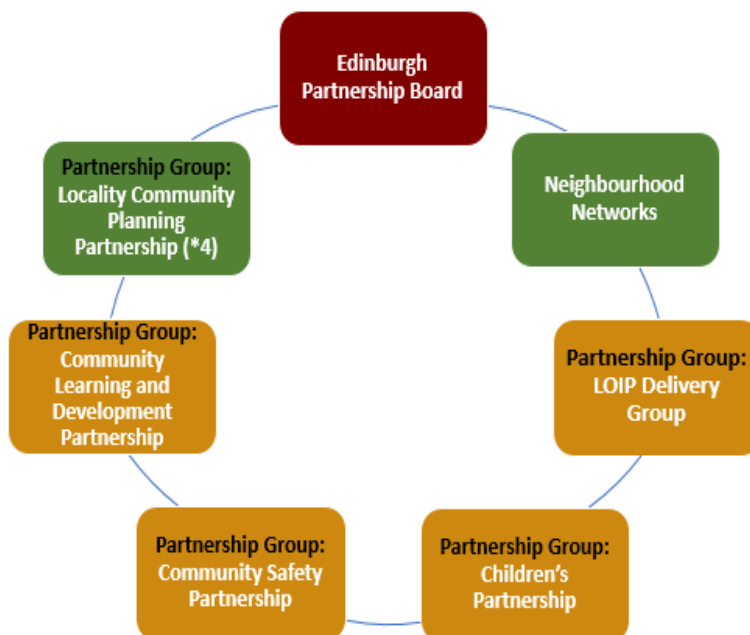 Edinburgh
Partnership Board
Partnership Group:
Locality Community
Planning
Partnership (*4)
Neighbourhood
Networks
Partnership Group:
Community
Learning and
Development
Partnership
Partnership Group:
LOIP Delivery
Group
Partnership Group:
Community Safety
Partnership
Partnership Group:
Children’s
Partnership